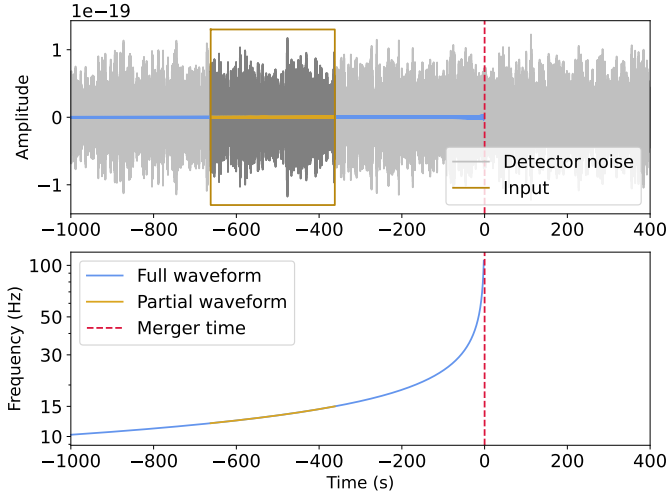 1e−19
1
0
−1
Amplitude
Detector noise
Input
−1000 −800 −600 −400 −200 0 200 400
100
50
30
15
10
Frequency (Hz)
Full waveform
Partial waveform
Merger time
−1000 −800 −600 −400 −200 0 200 400
Time (s)